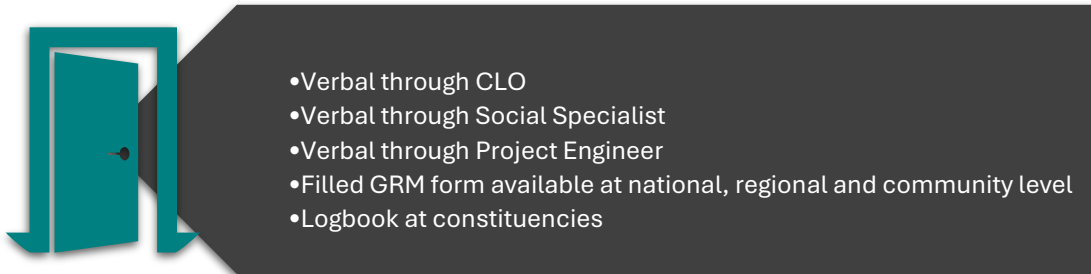 •Verbal through CLO
•Verbal through Social Specialist
•Verbal through Project Engineer
•Filled GRM form available at national, regional and community level
•Logbook at constituencies